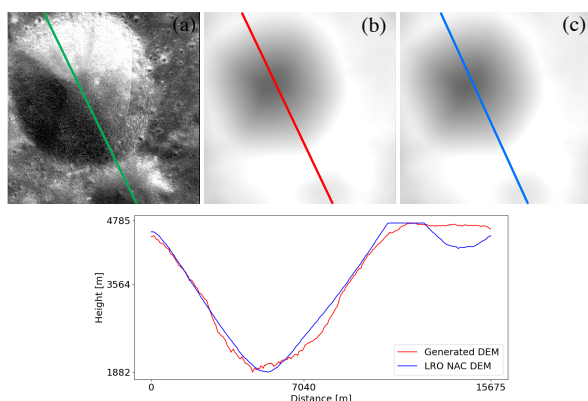 (a)
(b)
(c)
4785
3564
1882
Height [m]
Generated DEM
LRO NAC DEM
0
7040
15675
Distance [m]